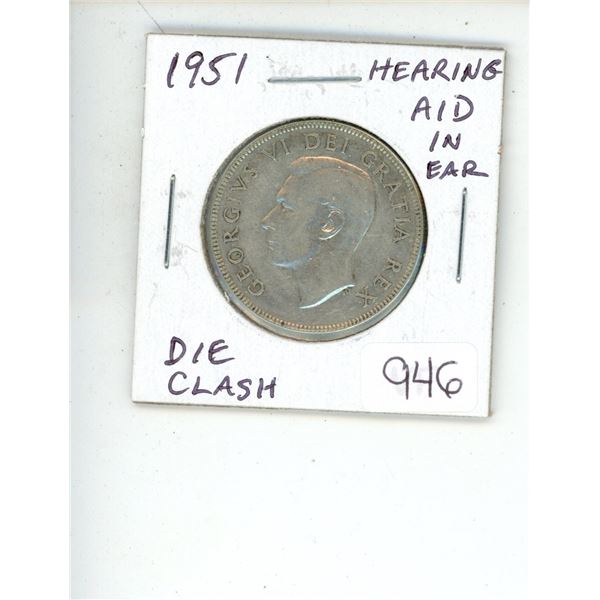 1951
HEARING
AID
IN
EAR
GEORGIVS VI DEI GRATIA REX
DIE
CLASH
946